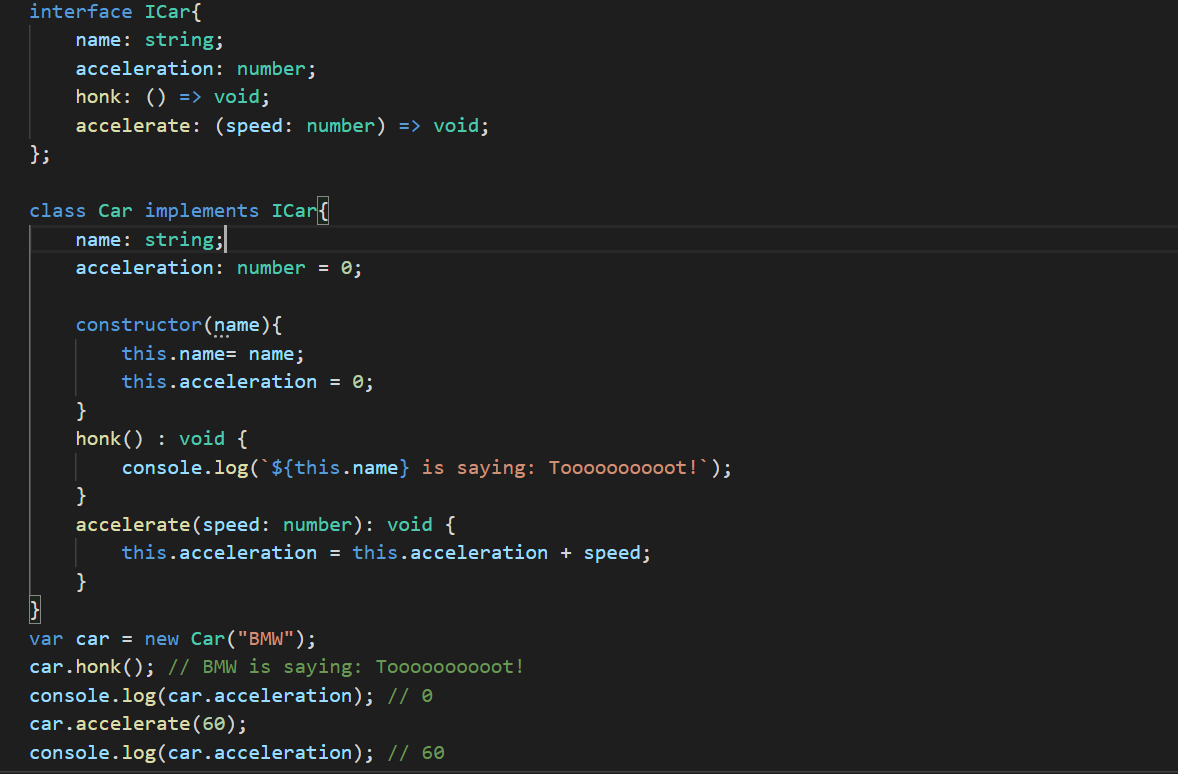 interface ICar{
    name: string;
    acceleration: number;
    honk: () => void;
    accelerate: (speed: number) => void;
};

class Car implements ICar{
    name: string;
    acceleration: number = 0;

    constructor(name){
        this.name= name;
        this.acceleration = 0;
    }
    honk() : void {
        console.log(`${this.name} is saying: Toooooooooot!`);
    }
    accelerate(speed: number): void {
        this.acceleration = this.acceleration + speed;
    }
}
var car = new Car("BMW");
car.honk(); // BMW is saying: Toooooooooot!
console.log(car.acceleration); // 0
car.accelerate(60);
console.log(car.acceleration); // 60